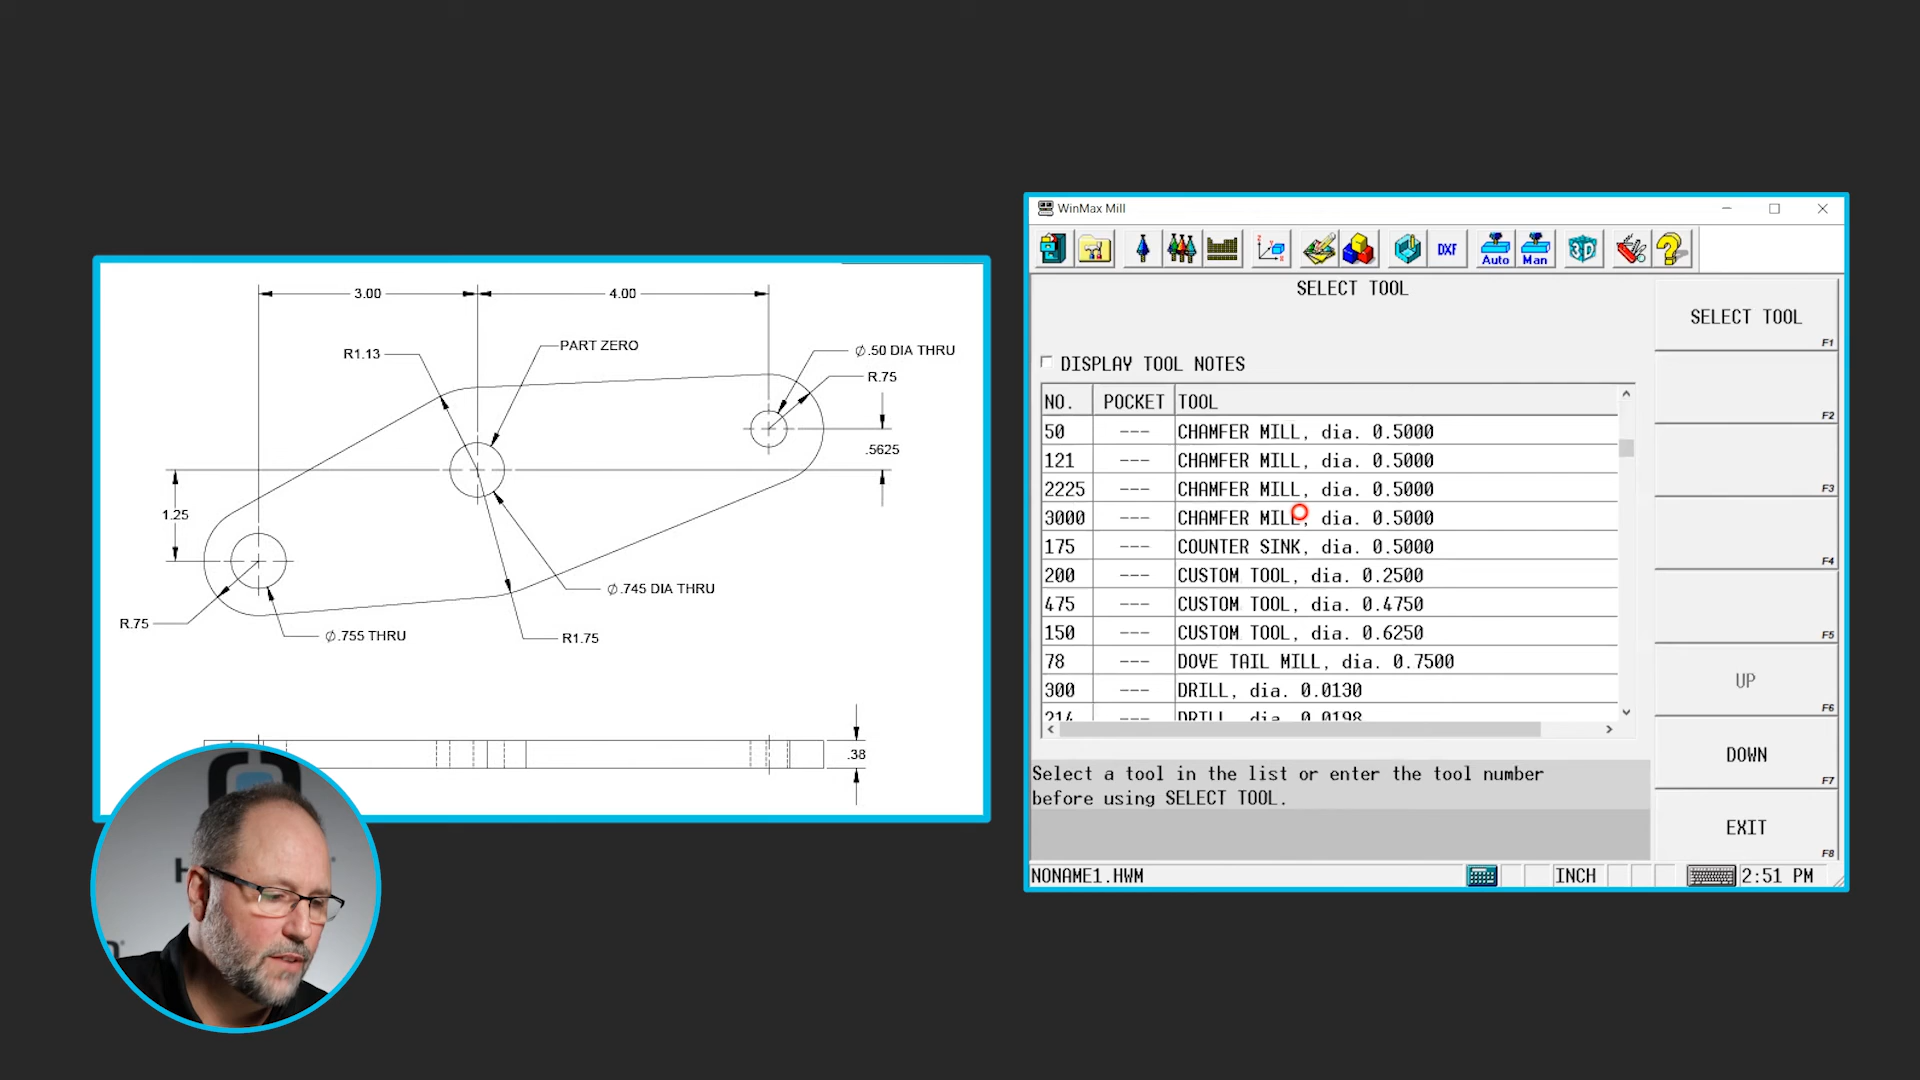 3.00
4.00
R1.13
PART ZERO
∅.50 DIA THRU
R.75
.5625
1.25
∅.745 DIA THRU
R.75
∅.755 THRU
R1.75
.38
WinMax Mill
DXF
Auto
Man
3D
SELECT TOOL
DISPLAY TOOL NOTES
NO. POCKET TOOL
50 --- CHAMFER MILL, dia. 0.5000
121 --- CHAMFER MILL, dia. 0.5000
2225 --- CHAMFER MILL, dia. 0.5000
3000 --- CHAMFER MILL, dia. 0.5000
175 --- COUNTER SINK, dia. 0.5000
200 --- CUSTOM TOOL, dia. 0.2500
475 --- CUSTOM TOOL, dia. 0.4750
150 --- CUSTOM TOOL, dia. 0.6250
78 --- DOVE TAIL MILL, dia. 0.7500
300 --- DRILL, dia. 0.0130
214 --- DRILL, dia. 0.0198
Select a tool in the list or enter the tool number
before using SELECT TOOL.
SELECT TOOL
F1
F2
F3
F4
F5
UP
F6
DOWN
F7
EXIT
F8
NONAME1.HWM
INCH
2:51 PM